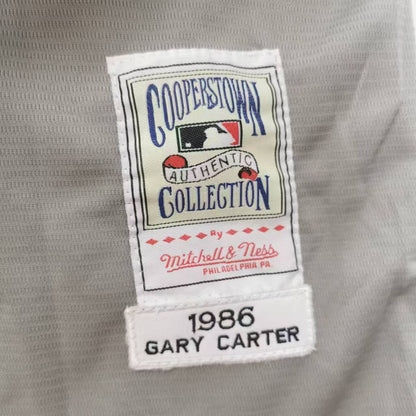 COOPERSTOWN
AUTHENTIC
COLLECTION
By
Mitchell & Ness
PHILADELPHIA PA.
1986
GARY CARTER